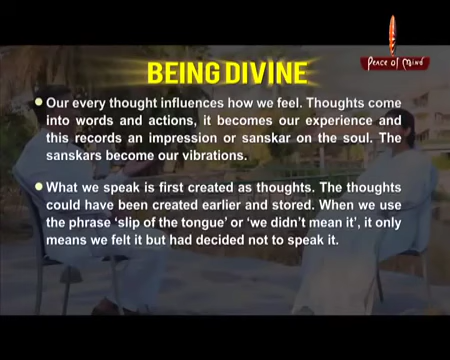 Peace of Mind
BEING DIVINE
Our every thought influences how we feel. Thoughts come
into words and actions, it becomes our experience and
this records an impression or sanskar on the soul. The
sanskars become our vibrations.
What we speak is first created as thoughts. The thoughts
could have been created earlier and stored. When we use
the phrase ‘slip of the tongue’ or ‘we didn’t mean it’, it only
means we felt it but had decided not to speak it.